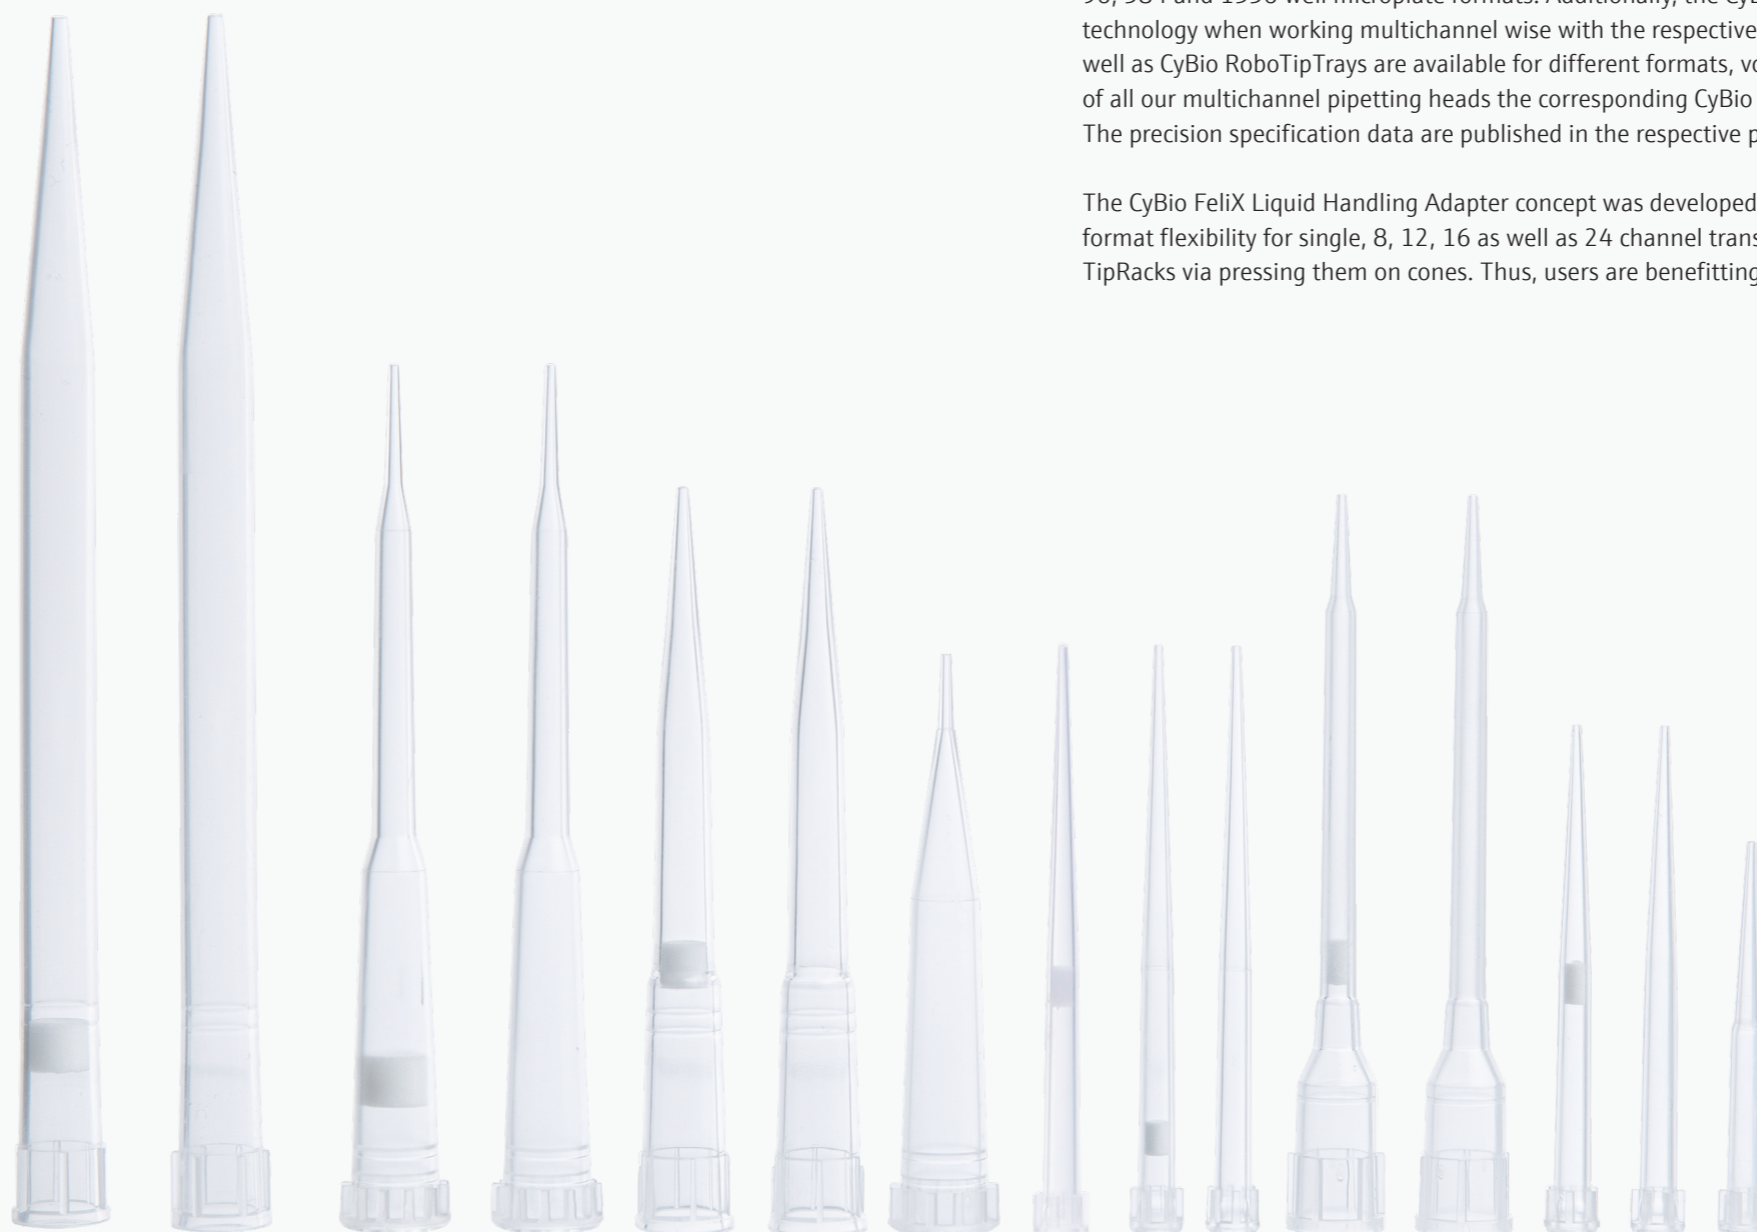 technology when working multichannel wise with the respective
well as CyBio RoboTipTrays are available for different formats,
of all our multichannel pipetting heads the corresponding CyBio
The precision specification data are published in the respective
The CyBio FeliX Liquid Handling Adapter concept was developed
format flexibility for single, 8, 12, 16 as well as 24 channel
TipRacks via pressing them on cones. Thus, users are benefitting